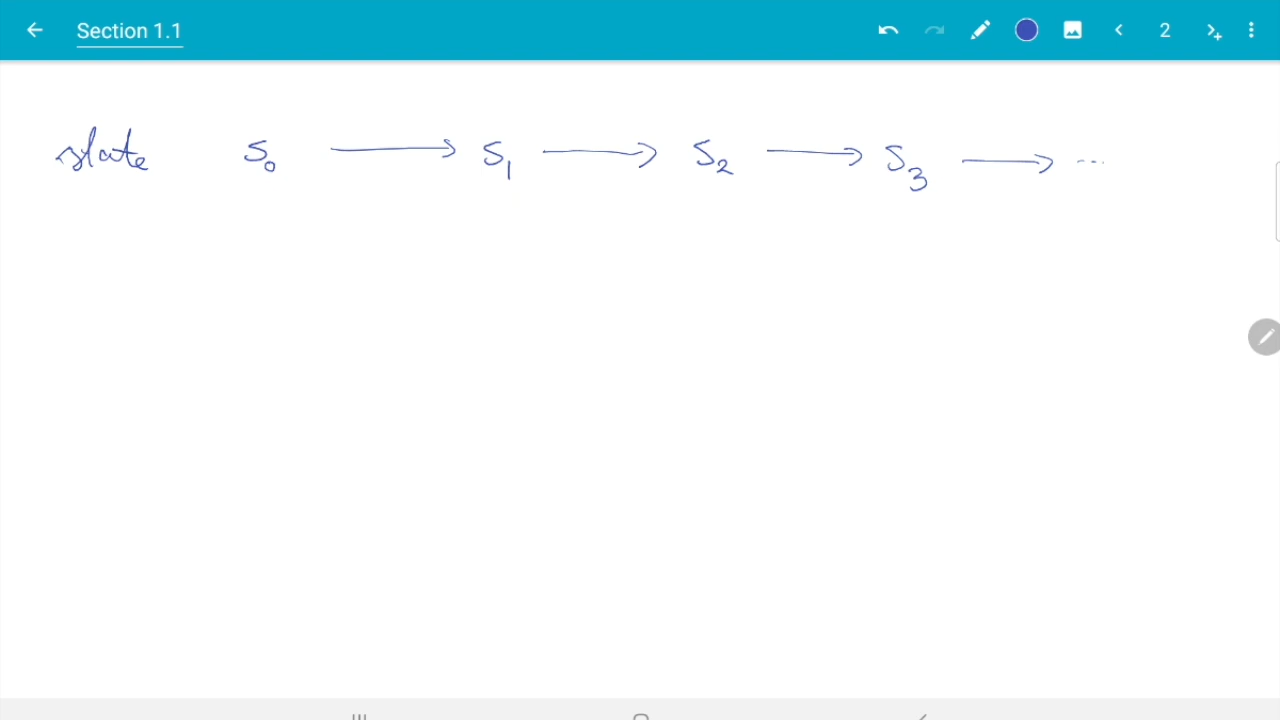 Section 1.1
2
state S₀ → S₁ → S₂ → S₃ → ...